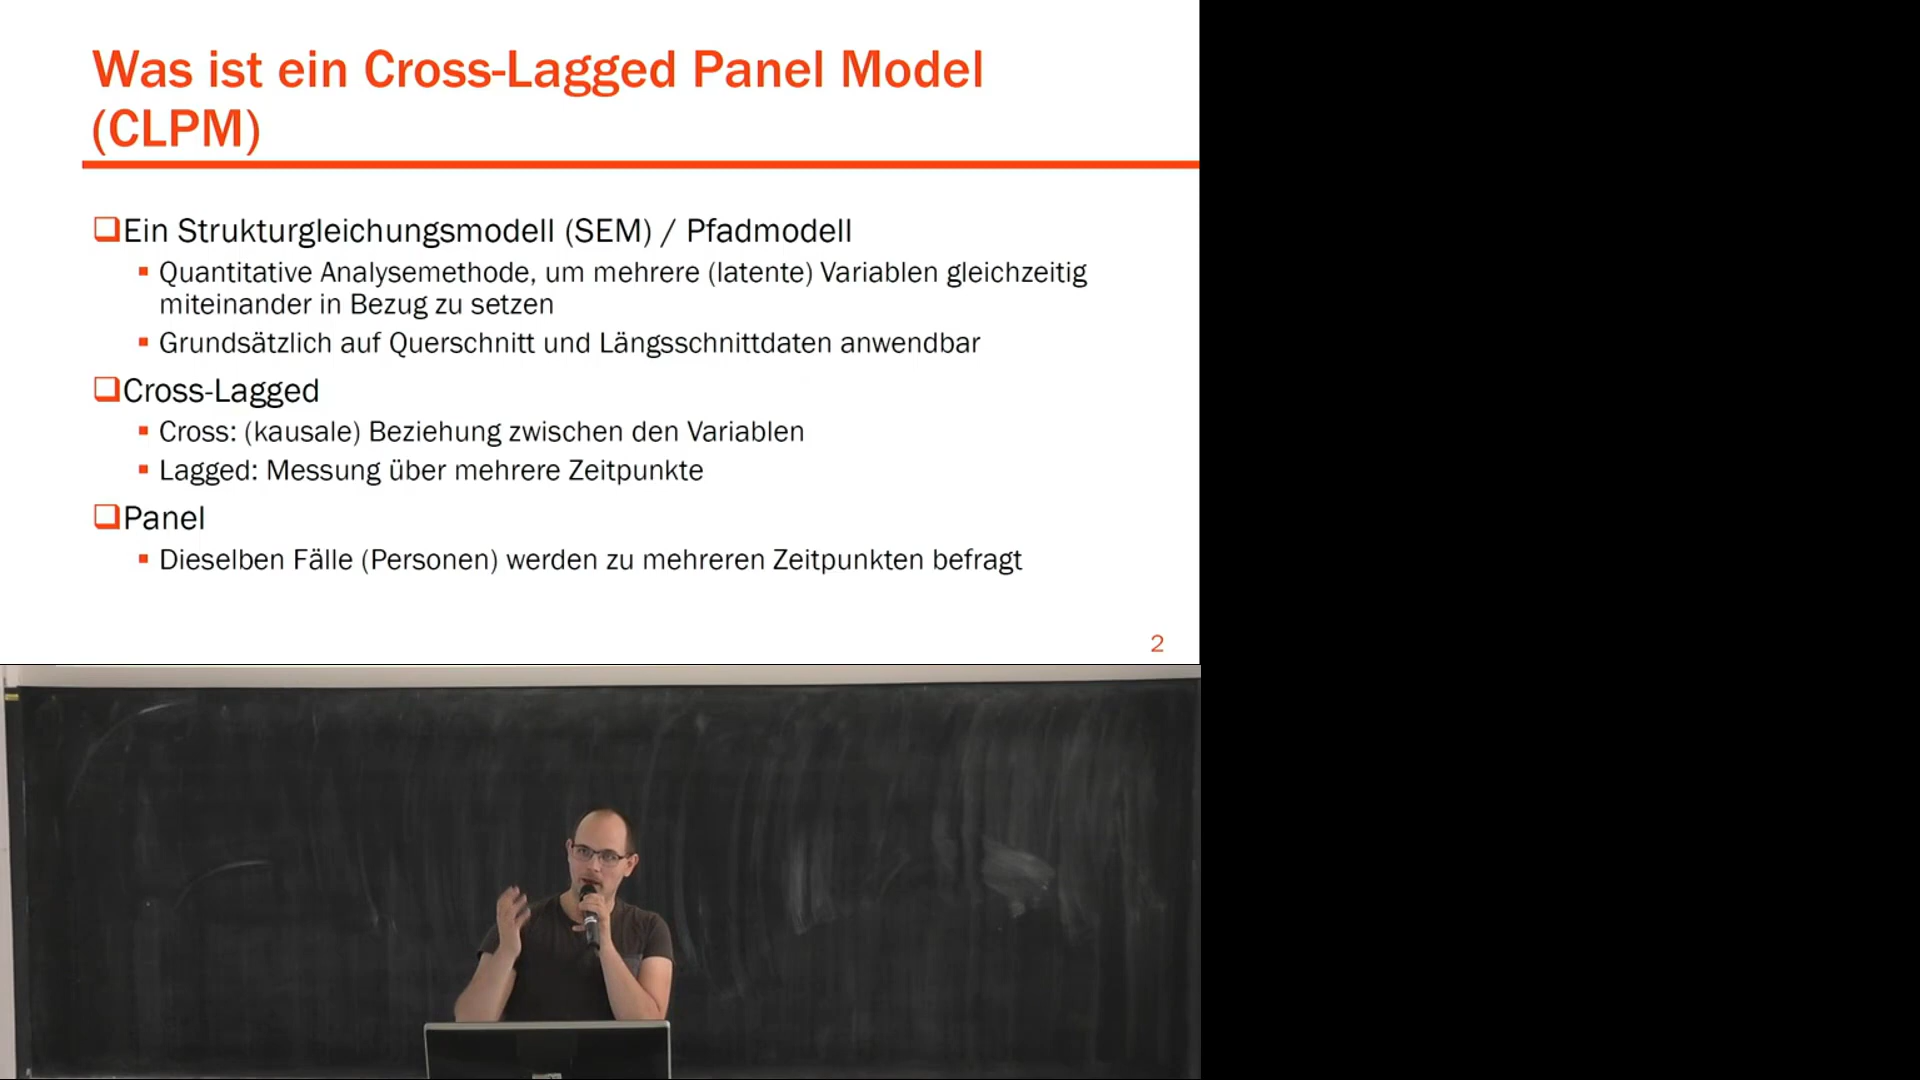 Was ist ein Cross-Lagged Panel Model
(CLPM)
Ein Strukturgleichungsmodell (SEM) / Pfadmodell
Quantitative Analysemethode, um mehrere (latente) Variablen gleichzeitig
miteinander in Bezug zu setzen
Grundsätzlich auf Querschnitt und Längsschnittdaten anwendbar
Cross-Lagged
Cross: (kausale) Beziehung zwischen den Variablen
Lagged: Messung über mehrere Zeitpunkte
Panel
Dieselben Fälle (Personen) werden zu mehreren Zeitpunkten befragt
2